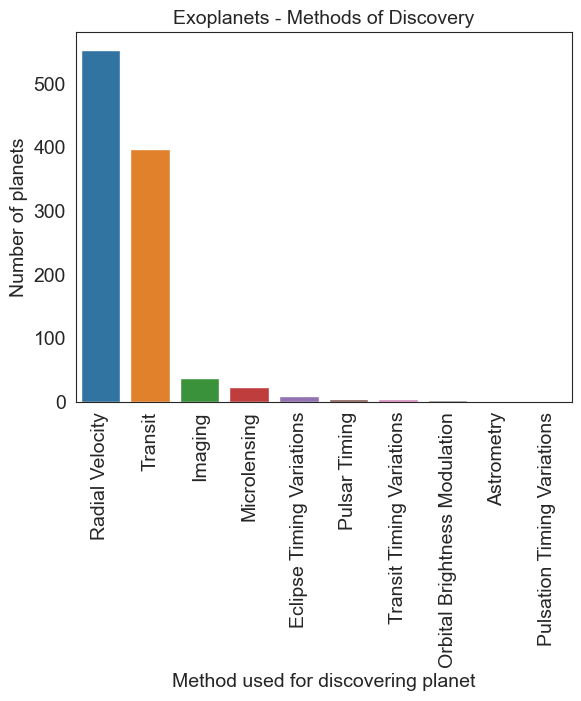 Exoplanets - Methods of Discovery
Number of planets
500
400
300
200
100
0
Radial Velocity
Transit
Imaging
Microlensing
Eclipse Timing Variations
Pulsar Timing
Transit Timing Variations
Orbital Brightness Modulation
Astrometry
Pulsation Timing Variations
Method used for discovering planet